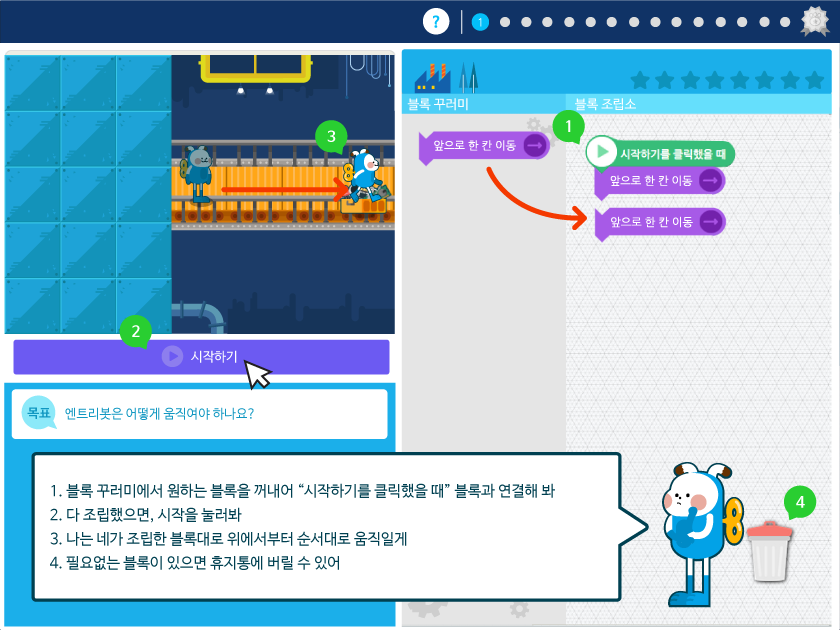 ?
1
블록 꾸러미
블록 조립소
앞으로 한 칸 이동
1
시작하기를 클릭했을 때
앞으로 한 칸 이동
앞으로 한 칸 이동
3
2
시작하기
목표
엔트리봇은 어떻게 움직여야 하나요?
1. 블록 꾸러미에서 원하는 블록을 꺼내어 “시작하기를 클릭했을 때” 블록과 연결해 봐
2. 다 조립했으면, 시작을 눌러봐
3. 나는 네가 조립한 블록대로 위에서부터 순서대로 움직일게
4. 필요없는 블록이 있으면 휴지통에 버릴 수 있어
4